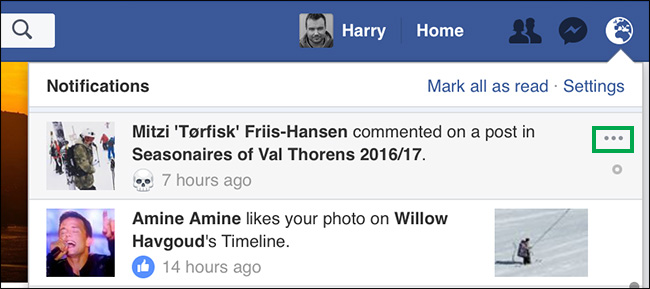 Harry Home
Notifications Mark all as read · Settings
Mitzi 'Tørfisk' Friis-Hansen commented on a post in
Seasonaires of Val Thorens 2016/17.
7 hours ago
Amine Amine likes your photo on Willow
Havgoud's Timeline.
14 hours ago